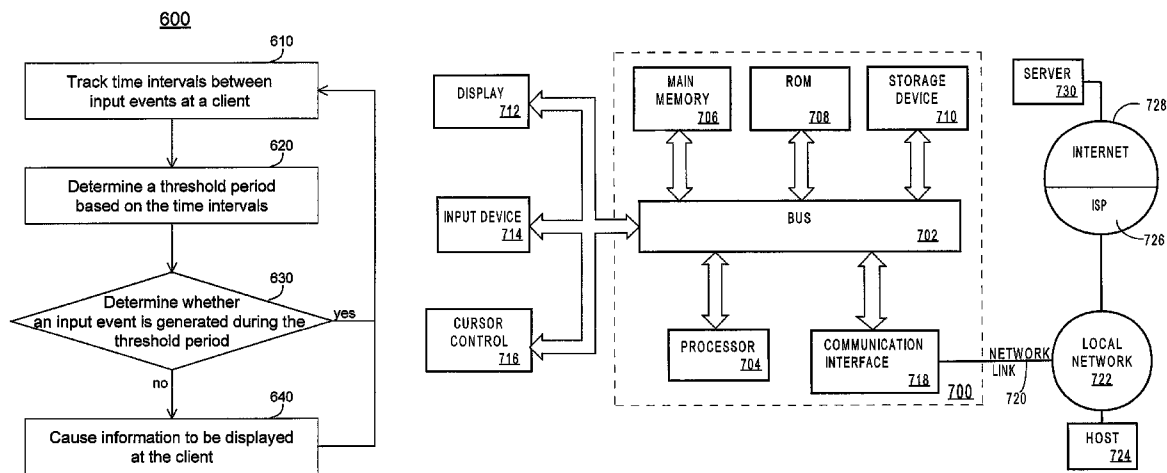 600
610
Track time intervals between
input events at a client
620
Determine a threshold period
based on the time intervals
630
Determine whether
an input event is generated during the
threshold period
yes
no
640
Cause information to be displayed
at the client
DISPLAY
712
INPUT DEVICE
714
CURSOR
CONTROL
716
MAIN
MEMORY
706
ROM
708
STORAGE
DEVICE
710
BUS
702
PROCESSOR
704
COMMUNICATION
INTERFACE
718
700
SERVER
730
728
INTERNET
ISP
726
NETWORK
LINK
720
LOCAL
NETWORK
722
HOST
724